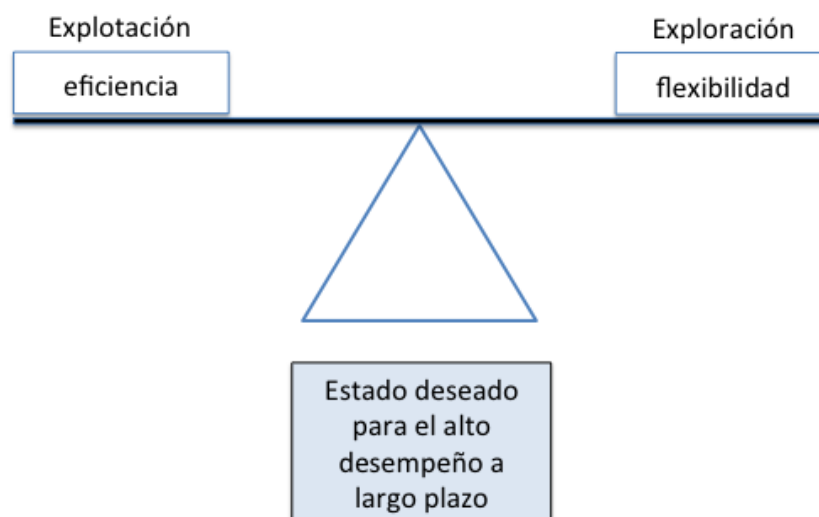 Explotación
Exploración
eficiencia
flexibilidad
Estado deseado
para el alto
desempeño a
largo plazo